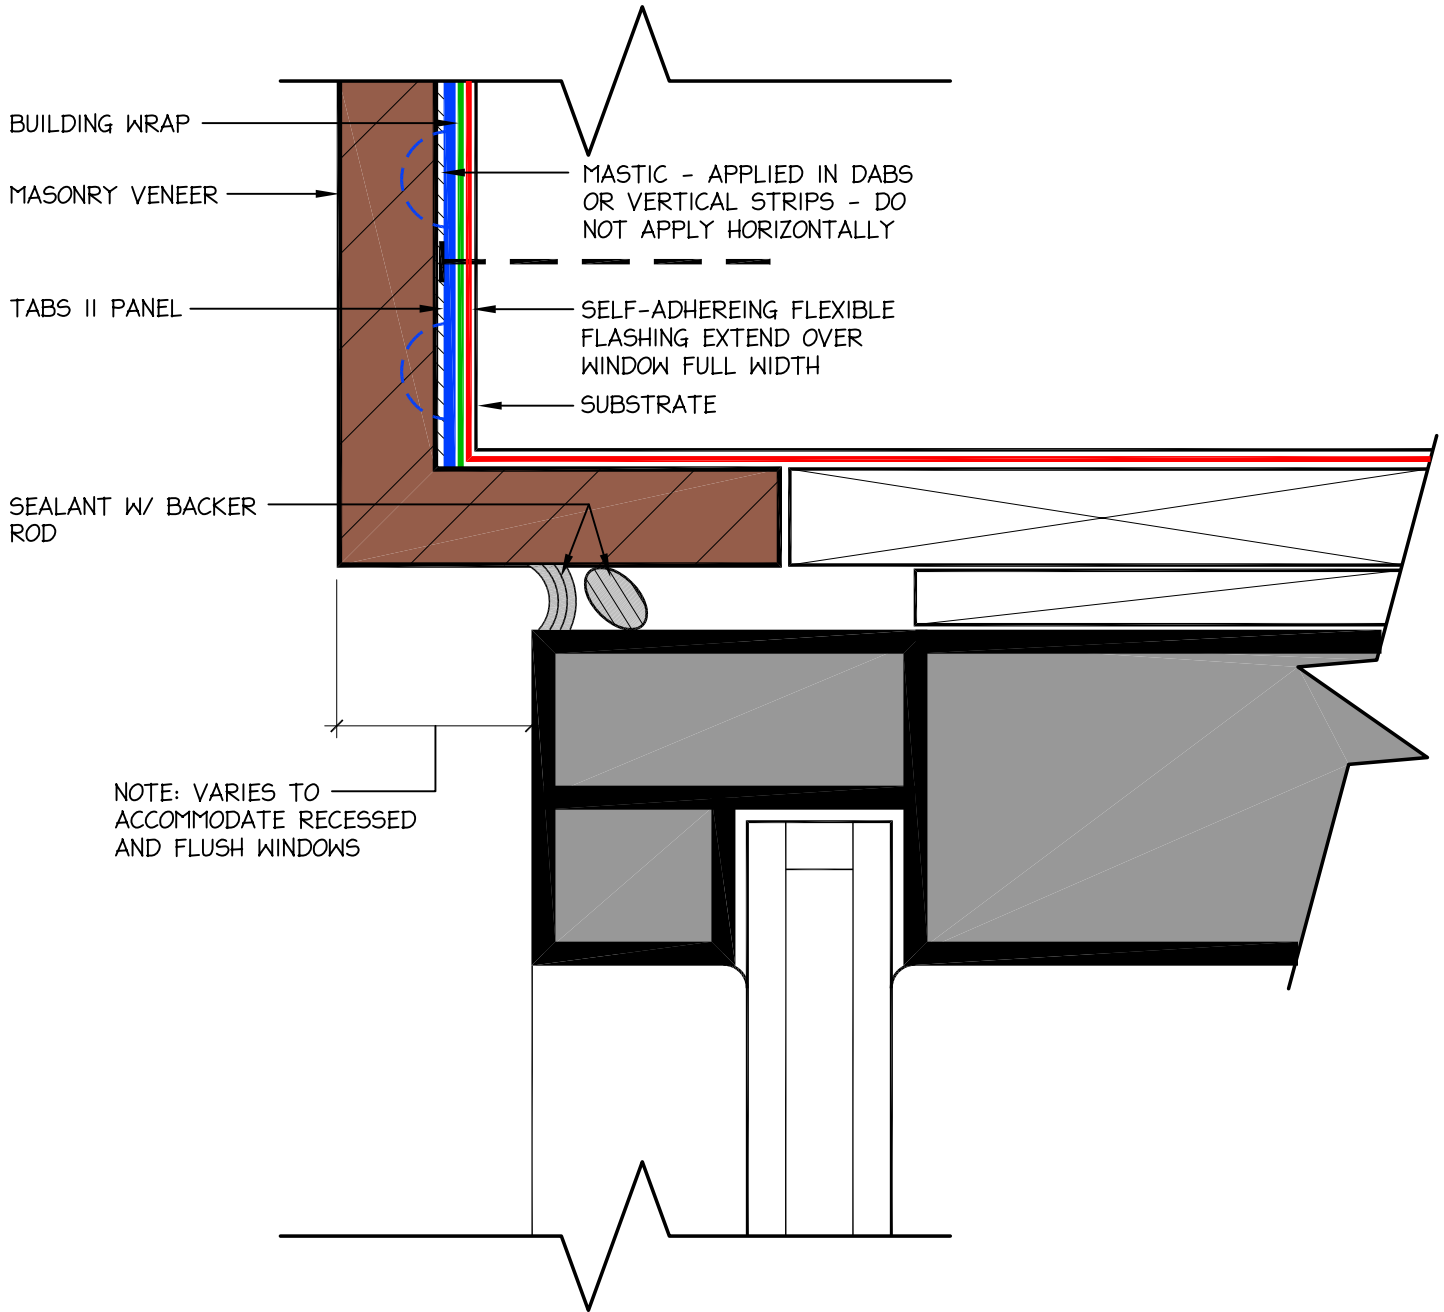 BUILDING WRAP
MASONRY VENEER
TABS II PANEL
MASTIC - APPLIED IN DABS
OR VERTICAL STRIPS - DO
NOT APPLY HORIZONTALLY
SELF-ADHEREING FLEXIBLE
FLASHING EXTEND OVER
WINDOW FULL WIDTH
SUBSTRATE
SEALANT W/ BACKER
ROD
NOTE: VARIES TO
ACCOMMODATE RECESSED
AND FLUSH WINDOWS